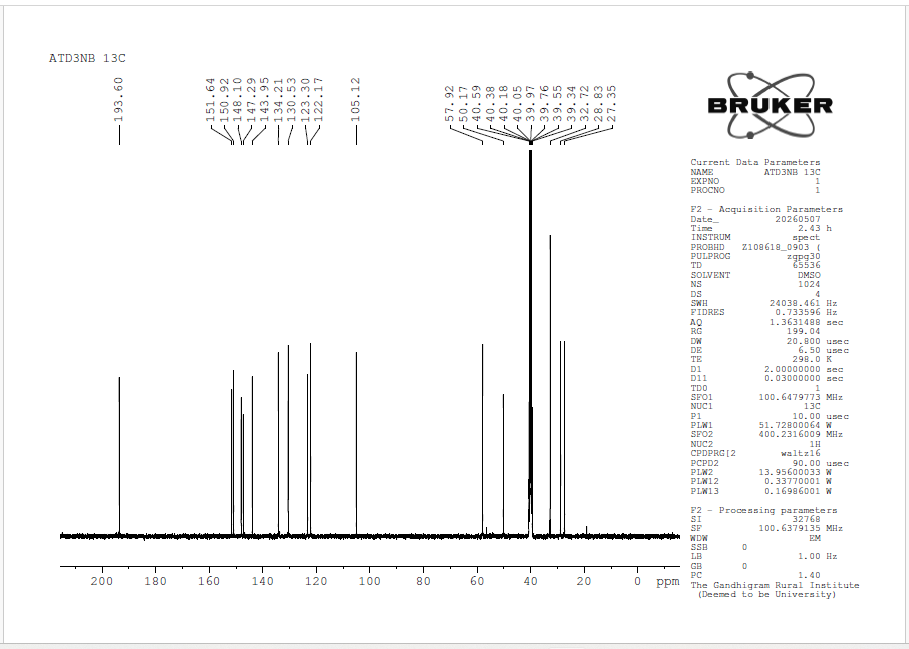 ATD3NB 13C
193.60
151.64
150.92
148.10
147.29
143.95
134.21
130.53
123.30
122.17
105.12
57.92
50.17
40.59
40.38
40.18
40.05
39.97
39.76
39.55
39.34
32.72
28.83
27.35
BRUKER
Current Data Parameters
NAME ATD3NB 13C
EXPNO 1
PROCNO 1
F2 - Acquisition Parameters
Date_ 20260507
Time 2.43 h
INSTRUM spect
PROBHD Z108618_0903 (
PULPROG zgpg30
TD 65536
SOLVENT DMSO
NS 1024
DS 4
SWH 24038.461 Hz
FIDRES 0.733596 Hz
AQ 1.3631488 sec
RG 199.04
DW 20.800 usec
DE 6.50 usec
TE 298.0 K
D1 2.00000000 sec
D11 0.03000000 sec
TD0 1
SFO1 100.6479773 MHz
NUC1 13C
P1 10.00 usec
PLW1 51.72800064 W
SFO2 400.2316009 MHz
NUC2 1H
CPDPRG[2 waltz16
PCPD2 90.00 usec
PLW2 13.95600033 W
PLW12 0.33770001 W
PLW13 0.16986001 W
F2 - Processing parameters
SI 32768
SF 100.6379135 MHz
WDW EM
SSB 0
LB 1.00 Hz
GB 0
PC 1.40
The Gandhigram Rural Institute
(Deemed to be University)
200 180 160 140 120 100 80 60 40 20 0 ppm